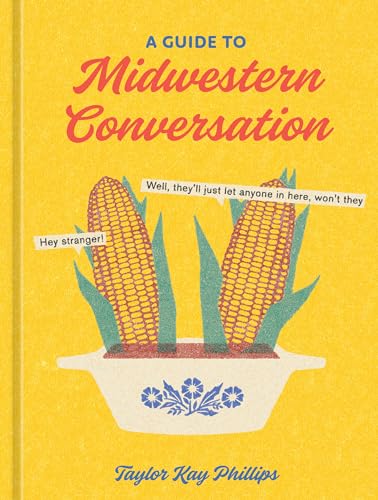 A GUIDE TO
Midwestern
Conversation
Well, they'll just let anyone in here, won't they
Hey stranger!
Taylor Kay Phillips